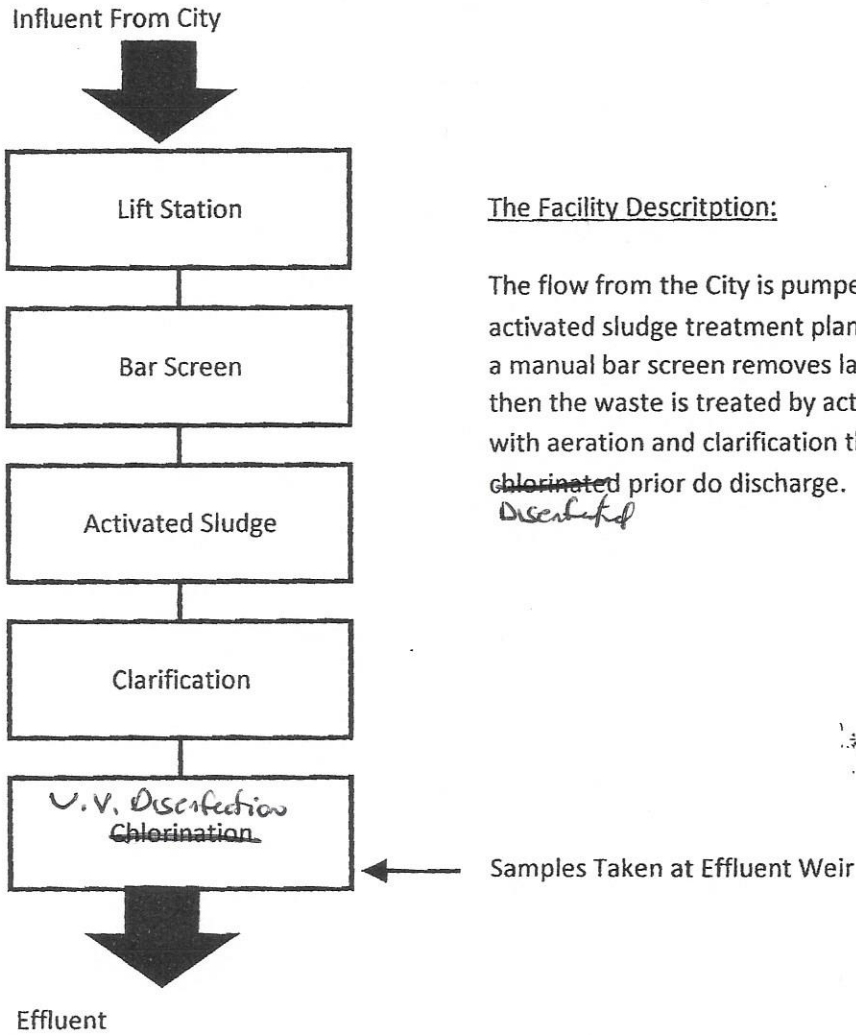 Influent From City
Lift Station
Bar Screen
Activated Sludge
Clarification
U.V. Disenfection
Chlorination
Effluent
The Facility Descritption:
The flow from the City is pumpe
activated sludge treatment plan
a manual bar screen removes la
then the waste is treated by act
with aeration and clarification t
chlorinated prior do discharge.
Samples Taken at Effluent Weir